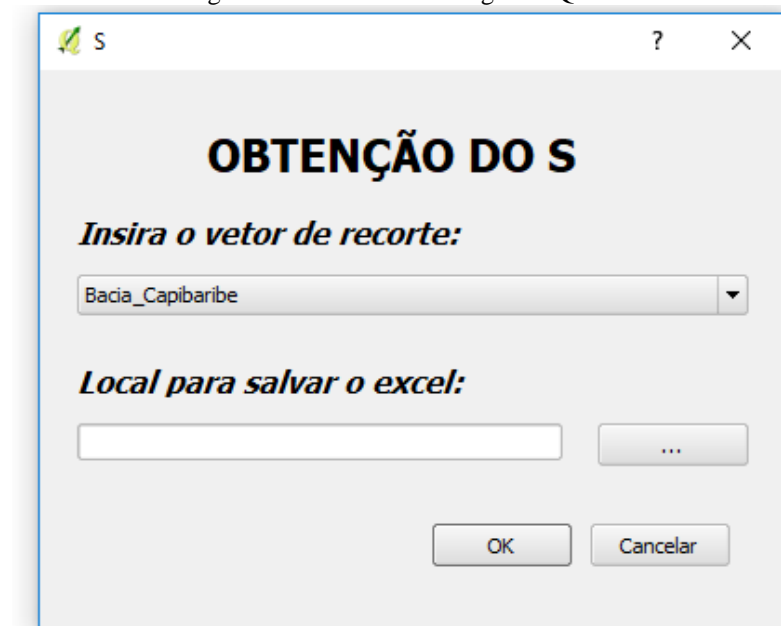 S ?
OBTENÇÃO DO S
Insira o vetor de recorte:
Bacia_Capibaribe
Local para salvar o excel:
...
OK Cancelar